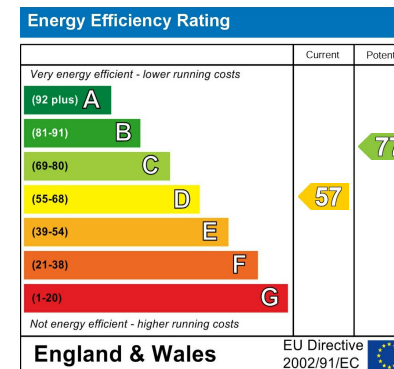 Energy Efficiency Rating
Current Potent
Very energy efficient - lower running costs
(92 plus) A
(81-91) B
(69-80) C
77
(55-68) D
57
(39-54) E
(21-38) F
(1-20) G
Not energy efficient - higher running costs
England & Wales
EU Directive
2002/91/EC